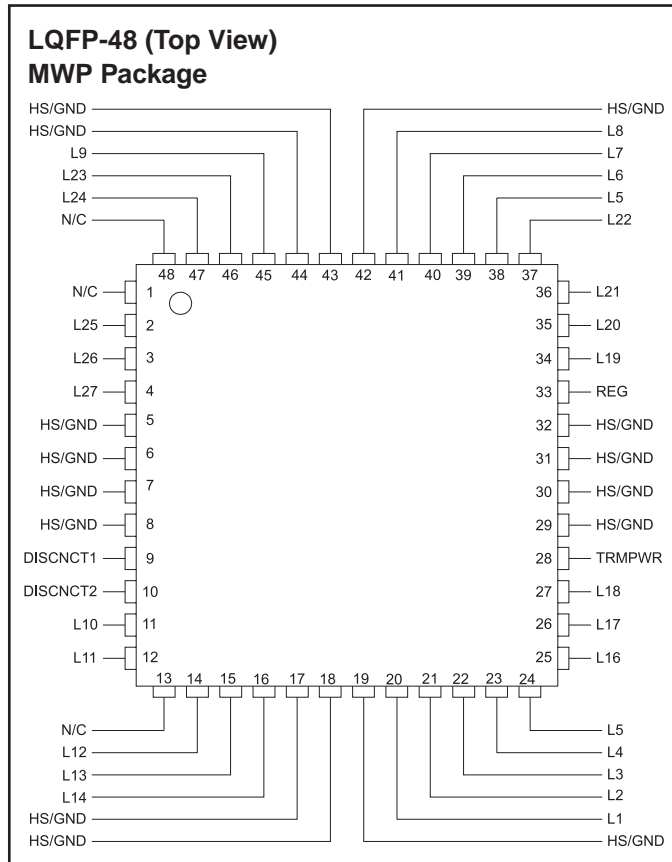 LQFP-48 (Top View)
MWP Package
HS/GND
HS/GND
L9
L23
L24
N/C
HS/GND
L8
L7
L6
L5
L22
48 47 46 45 44 43 42 41 40 39 38 37
N/C 1
L25 2
L26 3
L27 4
HS/GND 5
HS/GND 6
HS/GND 7
HS/GND 8
DISCNCT1 9
DISCNCT2 10
L10 11
L11 12
36 L21
35 L20
34 L19
33 REG
32 HS/GND
31 HS/GND
30 HS/GND
29 HS/GND
28 TRMPWR
27 L18
26 L17
25 L16
13 14 15 16 17 18 19 20 21 22 23 24
N/C
L12
L13
L14
HS/GND
HS/GND
L5
L4
L3
L2
L1
HS/GND